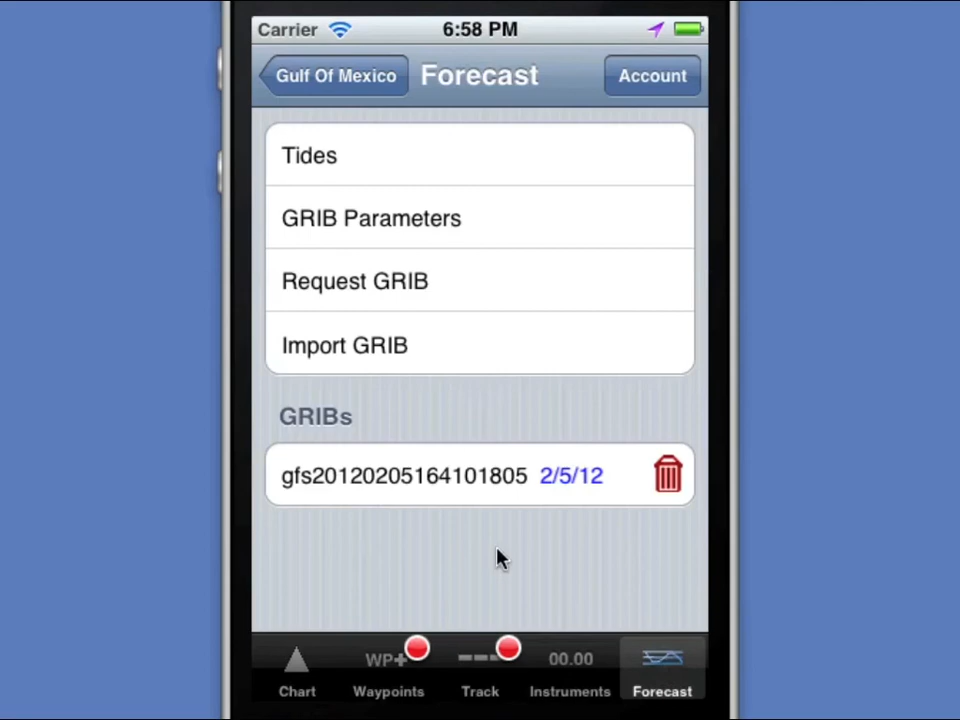 Carrier 6:58 PM
Gulf Of Mexico Forecast Account
Tides
GRIB Parameters
Request GRIB
Import GRIB
GRIBs
gfs20120205164101805 2/5/12
WP+ 00.00
Chart Waypoints Track Instruments Forecast